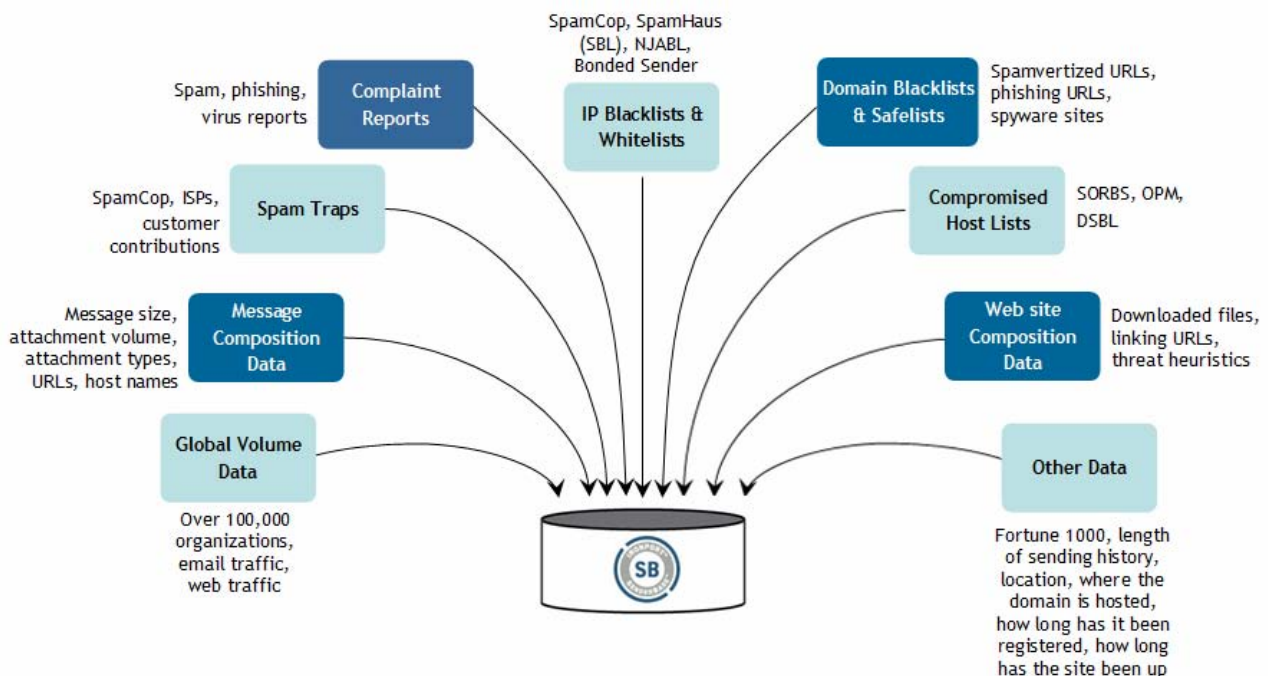 SpamCop, SpamHaus
(SBL), NJABL,
Bonded Sender
IP Blacklists &
Whitelists
Spam, phishing,
virus reports
Complaint
Reports
Domain Blacklists
& Safelists
Spamvertized URLs,
phishing URLs,
spyware sites
SpamCop, ISPs,
customer
contributions
Spam Traps
Compromised
Host Lists
SORBS, OPM,
DSBL
Message size,
attachment volume,
attachment types,
URLs, host names
Message
Composition
Data
Web site
Composition
Data
Downloaded files,
linking URLs,
threat heuristics
Global Volume
Data
Over 100,000
organizations,
email traffic,
web traffic
Other Data
Fortune 1000, length
of sending history,
location, where the
domain is hosted,
how long has it been
registered, how long
has the site been up
SB